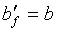 b′_f = b